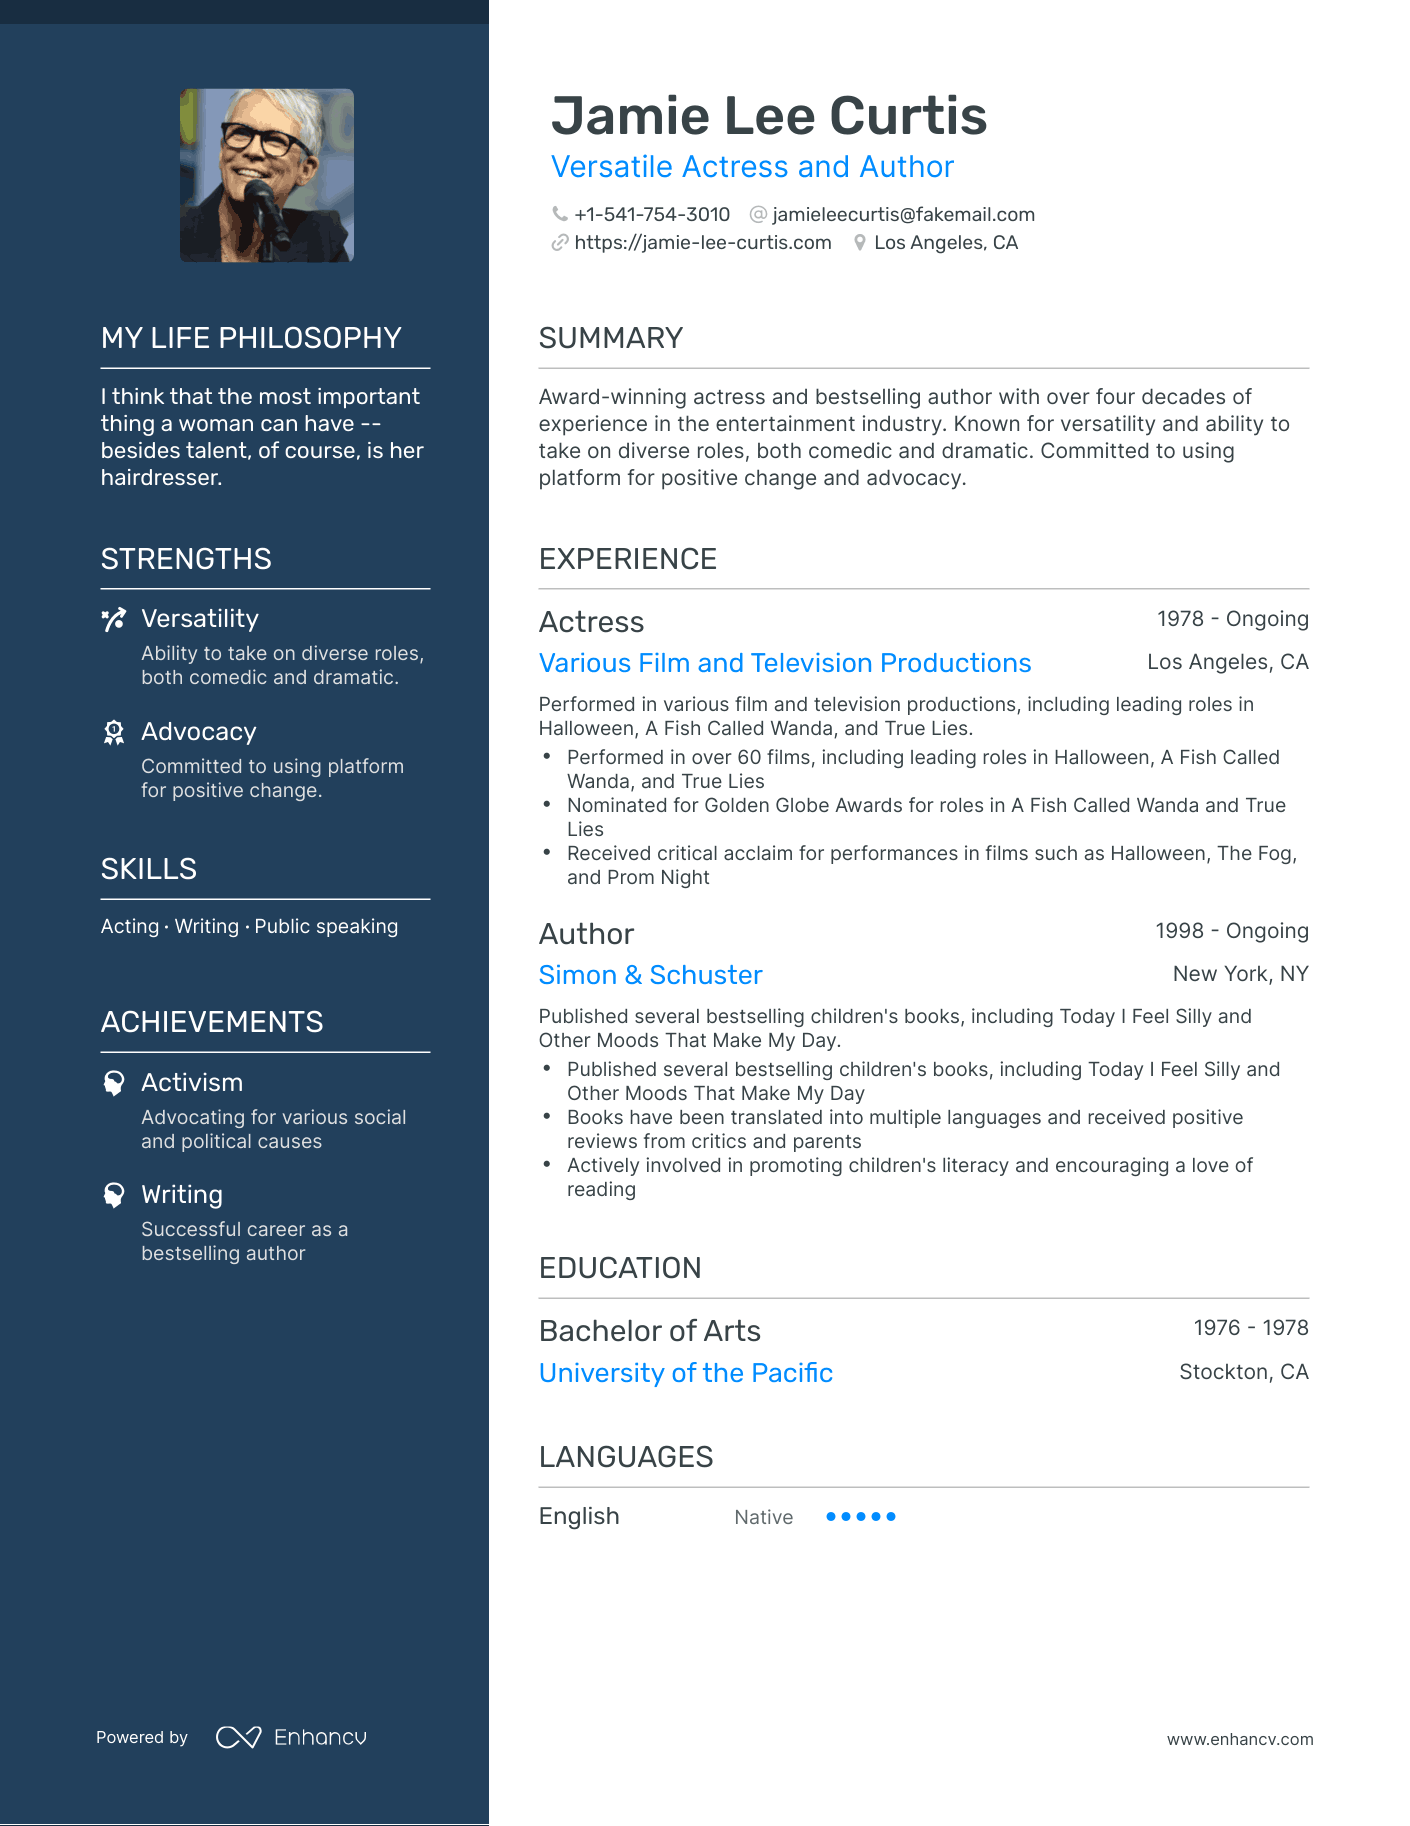 Jamie Lee Curtis
Versatile Actress and Author
+1-541-754-3010 @ jamieleecurtis@fakemail.com
https://jamie-lee-curtis.com Los Angeles, CA
MY LIFE PHILOSOPHY
I think that the most important
thing a woman can have --
besides talent, of course, is her
hairdresser.
STRENGTHS
Versatility
Ability to take on diverse roles,
both comedic and dramatic.
Advocacy
Committed to using platform
for positive change.
SKILLS
Acting · Writing · Public speaking
ACHIEVEMENTS
Activism
Advocating for various social
and political causes
Writing
Successful career as a
bestselling author
SUMMARY
Award-winning actress and bestselling author with over four decades of
experience in the entertainment industry. Known for versatility and ability to
take on diverse roles, both comedic and dramatic. Committed to using
platform for positive change and advocacy.
EXPERIENCE
Actress 1978 - Ongoing
Various Film and Television Productions Los Angeles, CA
Performed in various film and television productions, including leading roles in
Halloween, A Fish Called Wanda, and True Lies.
• Performed in over 60 films, including leading roles in Halloween, A Fish Called
Wanda, and True Lies
• Nominated for Golden Globe Awards for roles in A Fish Called Wanda and True
Lies
• Received critical acclaim for performances in films such as Halloween, The Fog,
and Prom Night
Author 1998 - Ongoing
Simon & Schuster New York, NY
Published several bestselling children's books, including Today I Feel Silly and
Other Moods That Make My Day.
• Published several bestselling children's books, including Today I Feel Silly and
Other Moods That Make My Day
• Books have been translated into multiple languages and received positive
reviews from critics and parents
• Actively involved in promoting children's literacy and encouraging a love of
reading
EDUCATION
Bachelor of Arts 1976 - 1978
University of the Pacific Stockton, CA
LANGUAGES
English Native
Powered by Enhancv
www.enhancv.com